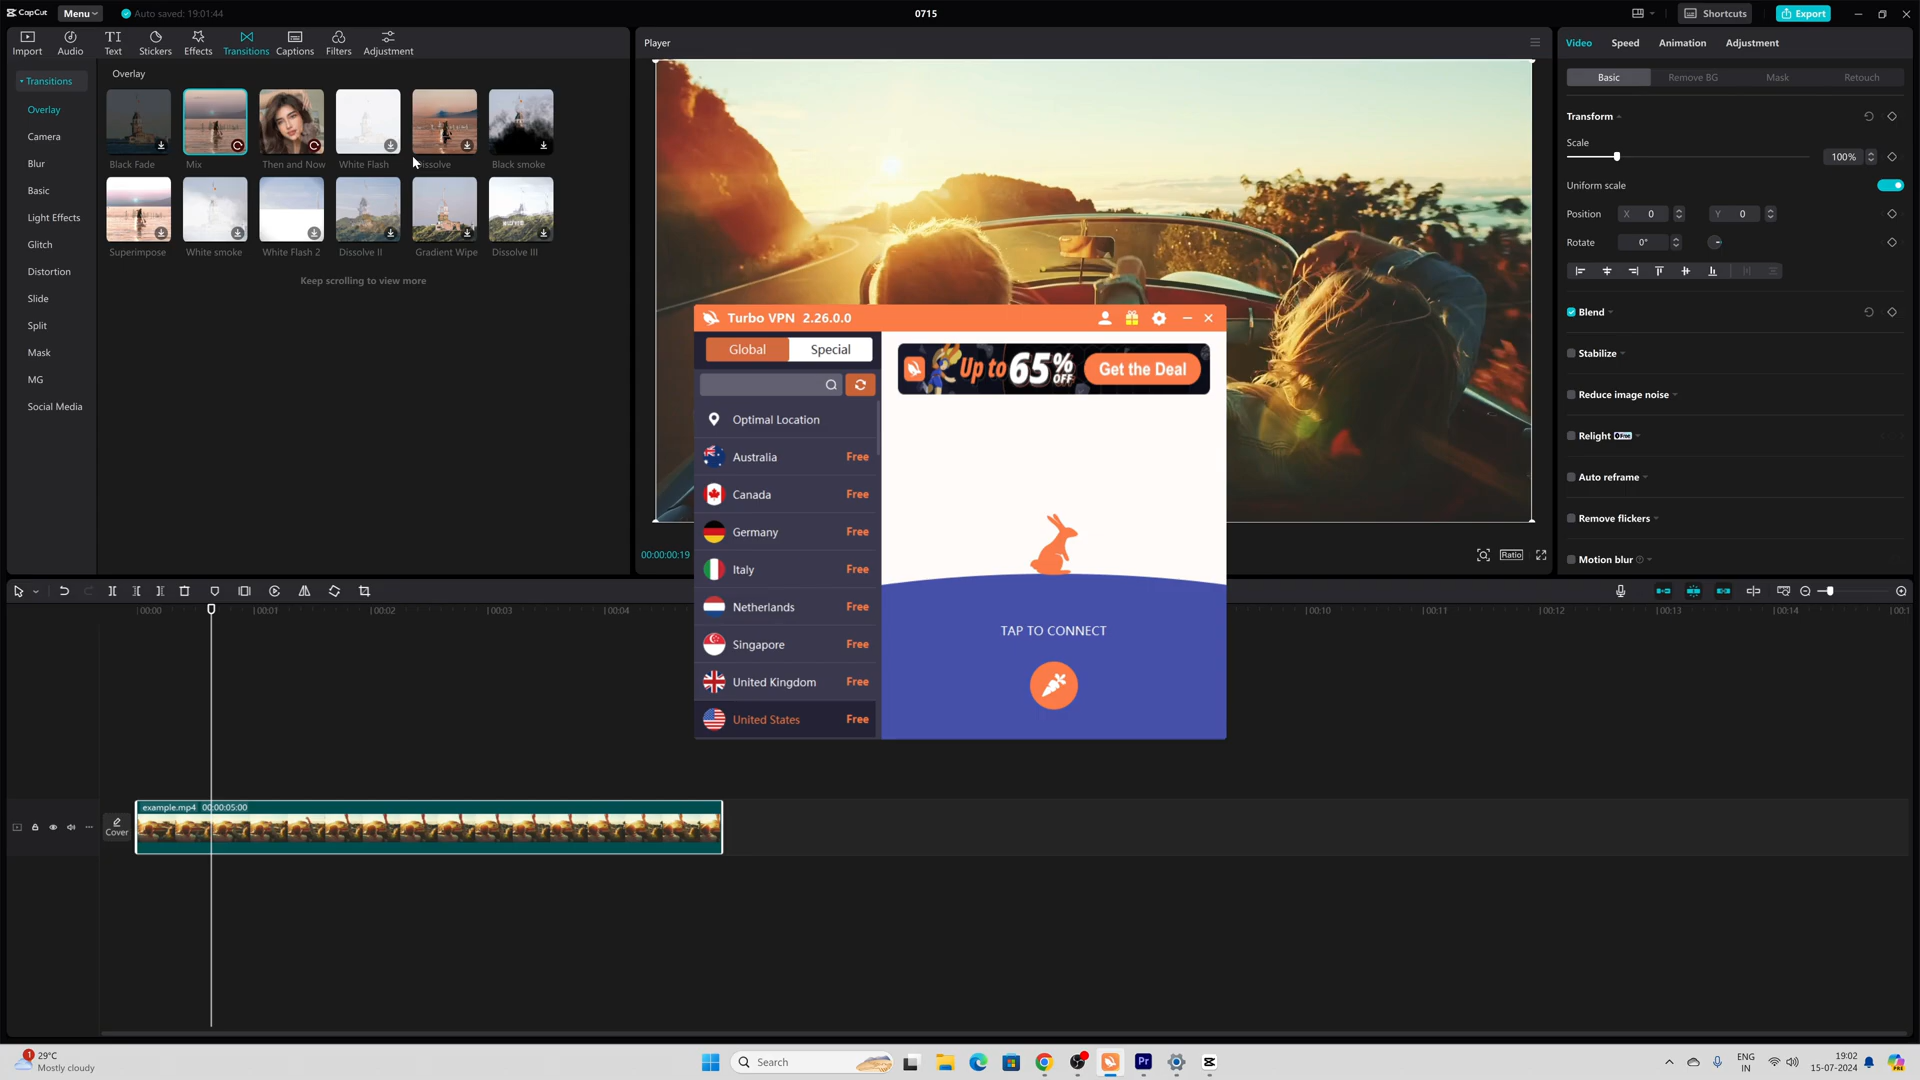 CapCut Menu Auto saved: 19:01:44 0715 Shortcuts Export
Import Audio Text Stickers Effects Transitions Captions Filters Adjustment
Player
Video Speed Animation Adjustment
Transitions
Overlay
Camera
Blur
Basic
Light Effects
Glitch
Distortion
Slide
Split
Mask
MG
Social Media
Overlay
Black Fade Mix Then and Now White Flash Dissolve Black smoke
Superimpose White smoke White Flash 2 Dissolve II Gradient Wipe Dissolve III
Keep scrolling to view more
Basic Remove BG Mask Retouch
Transform
Scale
100%
Uniform scale
Position X 0 Y 0
Rotate 0°
Blend
Stabilize
Reduce image noise
Relight Free
Auto reframe
Remove flickers
Motion blur
00:00:00:19
Ratio
Turbo VPN 2.26.0.0
Global Special
Optimal Location
Australia Free
Canada Free
Germany Free
Italy Free
Netherlands Free
Singapore Free
United Kingdom Free
United States Free
Up to 65% OFF Get the Deal
TAP TO CONNECT
00:00 00:01 00:02 00:03 00:04 00:10 00:11 00:12 00:13 00:14
Cover
example.mp4 00:00:05:00
1
29°C
Mostly cloudy
Search
Pr
ENG
IN
19:02
15-07-2024
PRE